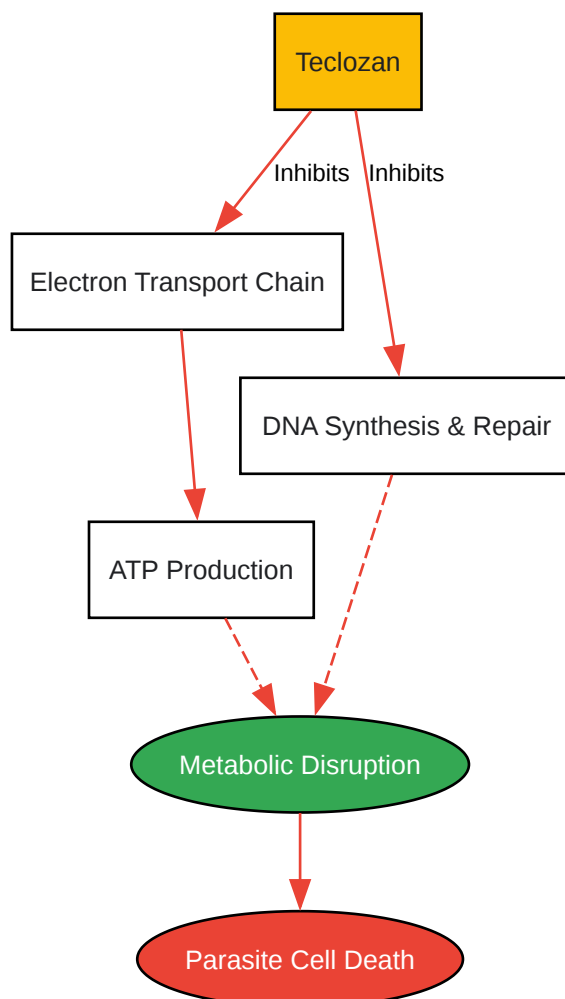 Teclozan
Inhibits
Inhibits
Electron Transport Chain
DNA Synthesis & Repair
ATP Production
Metabolic Disruption
Parasite Cell Death